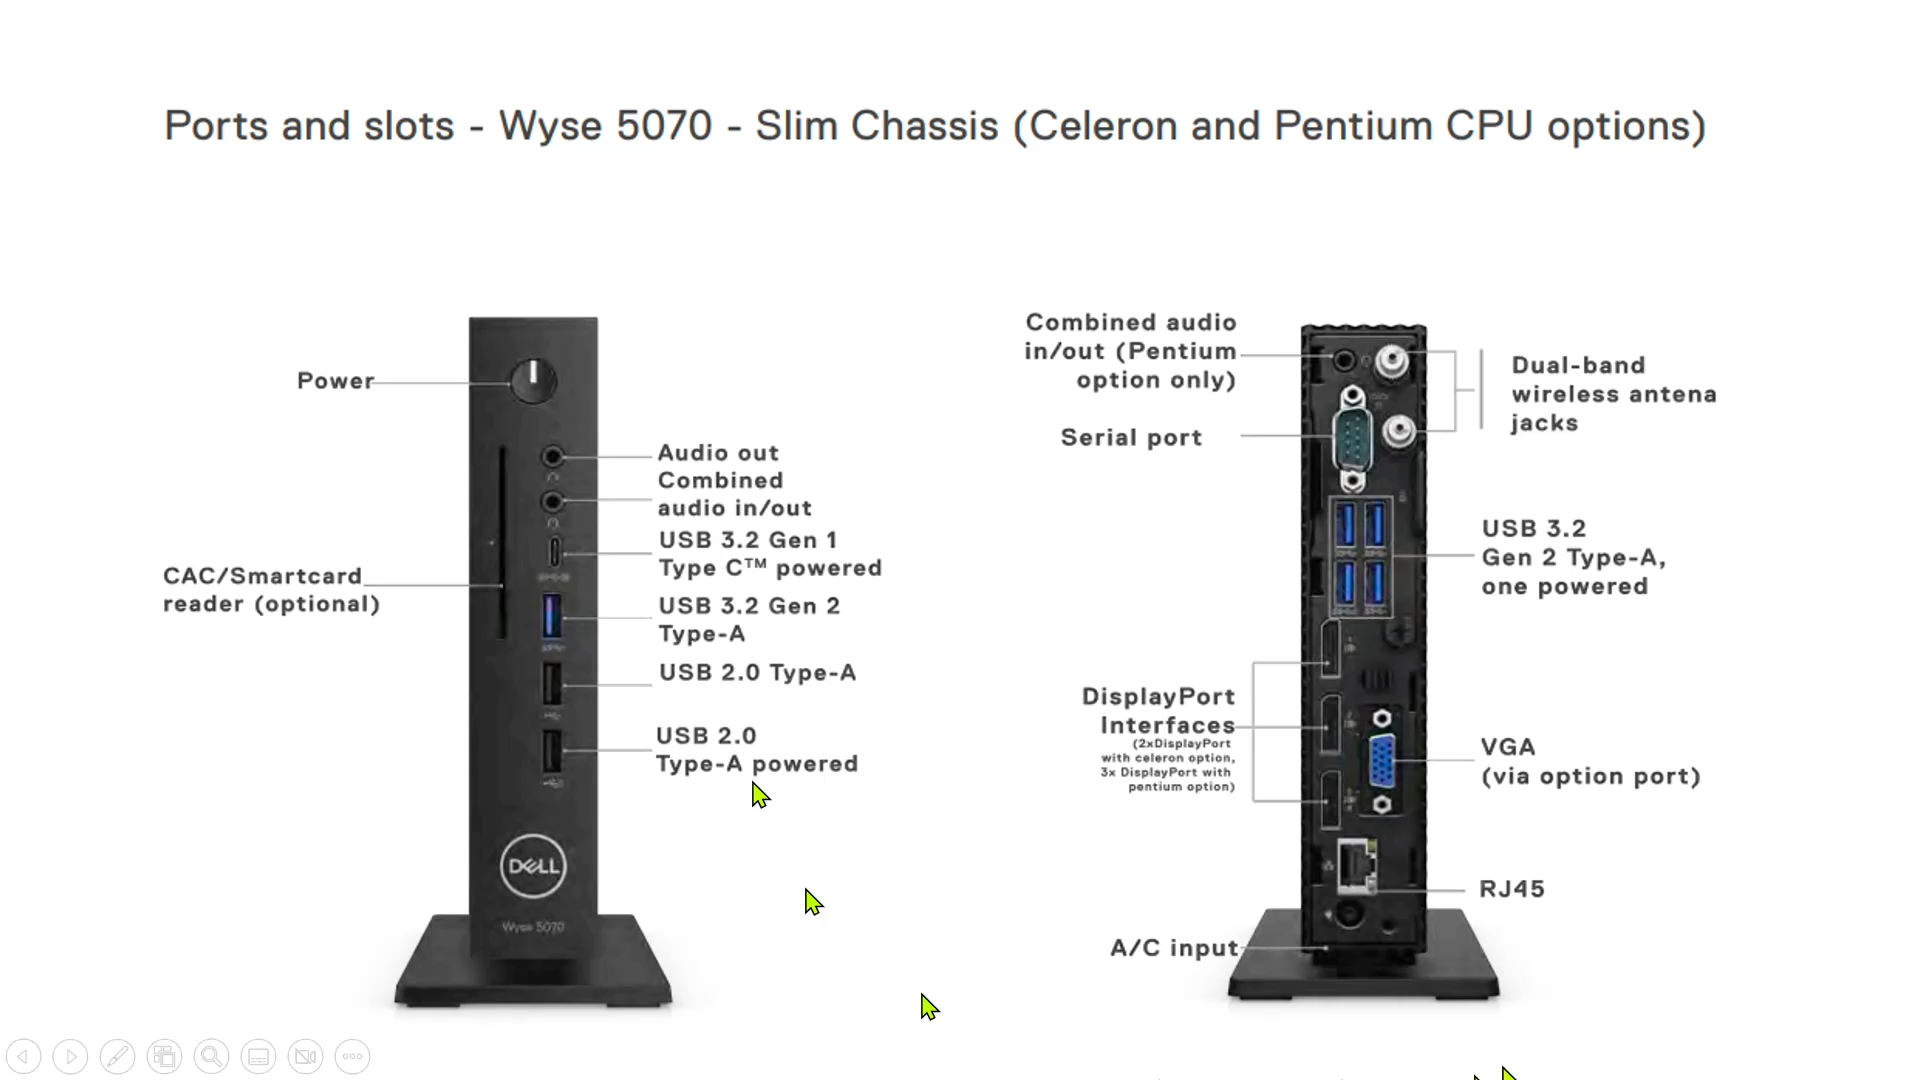 Ports and slots - Wyse 5070 - Slim Chassis (Celeron and Pentium CPU options)
Power
Audio out
Combined
audio in/out
USB 3.2 Gen 1
Type C™ powered
CAC/Smartcard
reader (optional)
USB 3.2 Gen 2
Type-A
USB 2.0 Type-A
USB 2.0
Type-A powered
DELL
Wyse 5070
Combined audio
in/out (Pentium
option only)
Dual-band
wireless antena
jacks
Serial port
USB 3.2
Gen 2 Type-A,
one powered
DisplayPort
Interfaces
(2xDisplayPort
with celeron option,
3x DisplayPort with
pentium option)
VGA
(via option port)
RJ45
A/C input